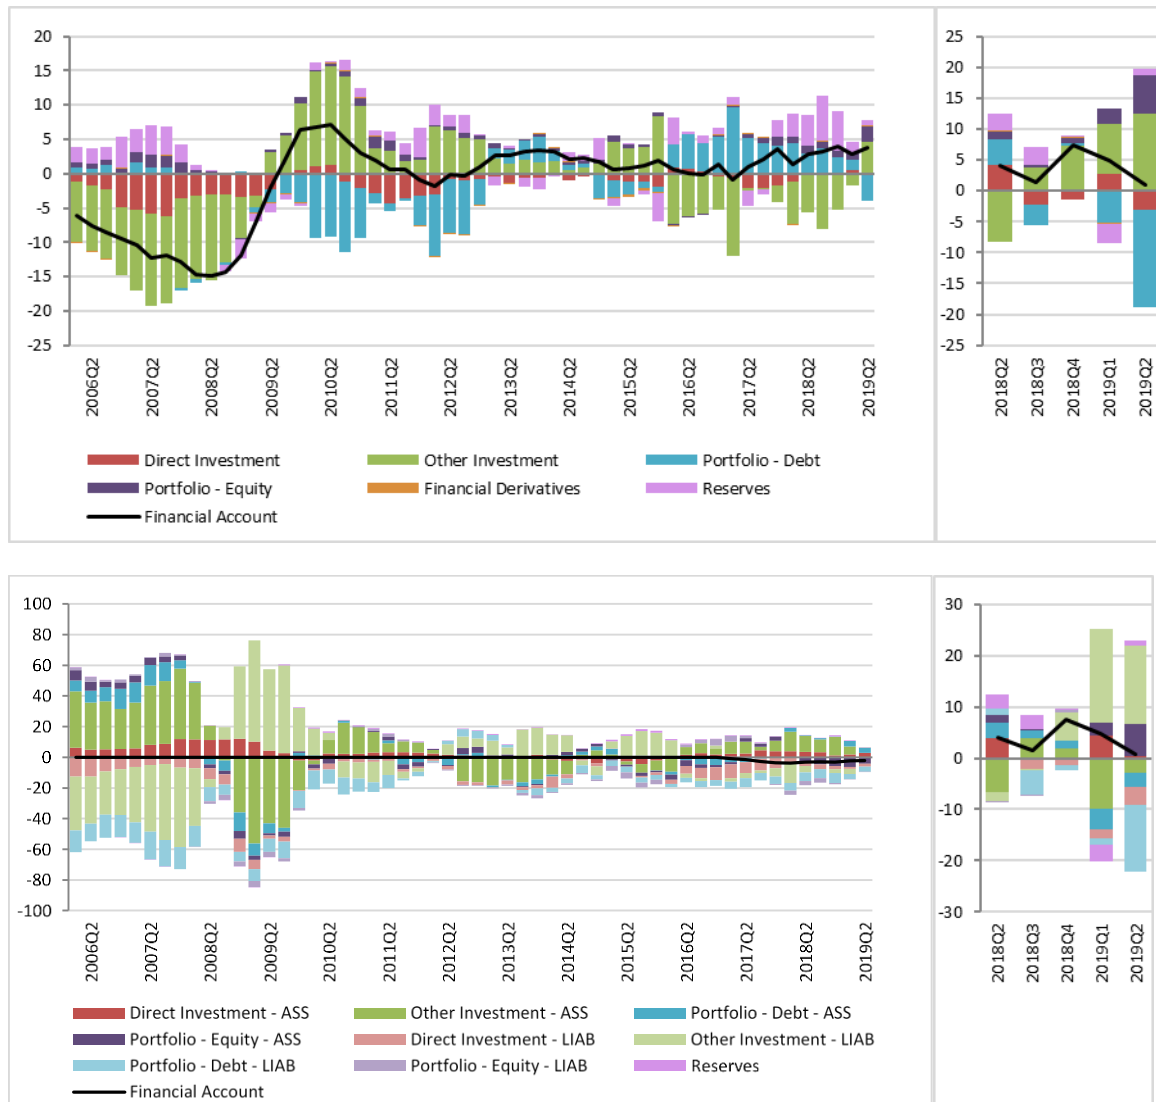 20
15
10
5
0
-5
-10
-15
-20
-25
2006Q2
2007Q2
2008Q2
2009Q2
2010Q2
2011Q2
2012Q2
2013Q2
2014Q2
2015Q2
2016Q2
2017Q2
2018Q2
2019Q2
Direct Investment
Other Investment
Portfolio - Debt
Portfolio - Equity
Financial Derivatives
Reserves
Financial Account
25
20
15
10
5
0
-5
-10
-15
-20
-25
2018Q2
2018Q3
2018Q4
2019Q1
2019Q2
100
80
60
40
20
0
-20
-40
-60
-80
-100
2006Q2
2007Q2
2008Q2
2009Q2
2010Q2
2011Q2
2012Q2
2013Q2
2014Q2
2015Q2
2016Q2
2017Q2
2018Q2
2019Q2
Direct Investment - ASS
Other Investment - ASS
Portfolio - Debt - ASS
Portfolio - Equity - ASS
Direct Investment - LIAB
Other Investment - LIAB
Portfolio - Debt - LIAB
Portfolio - Equity - LIAB
Reserves
Financial Account
30
20
10
0
-10
-20
-30
2018Q2
2018Q3
2018Q4
2019Q1
2019Q2